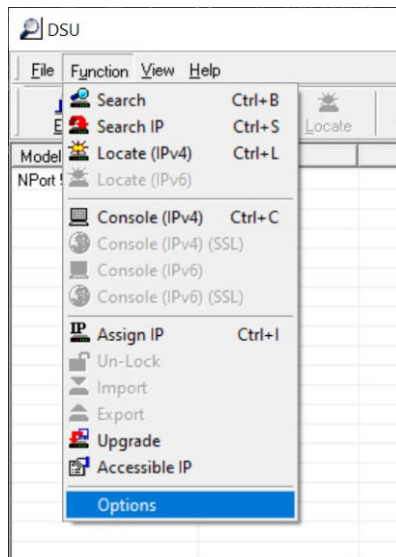 DSU
File Function View Help
Search Ctrl+B
Search IP Ctrl+S
Locate (IPv4) Ctrl+L
Locate (IPv6)
Console (IPv4) Ctrl+C
Console (IPv4) (SSL)
Console (IPv6)
Console (IPv6) (SSL)
Assign IP Ctrl+I
Un-Lock
Import
Export
Upgrade
Accessible IP
Options
Locate
Model
NPort